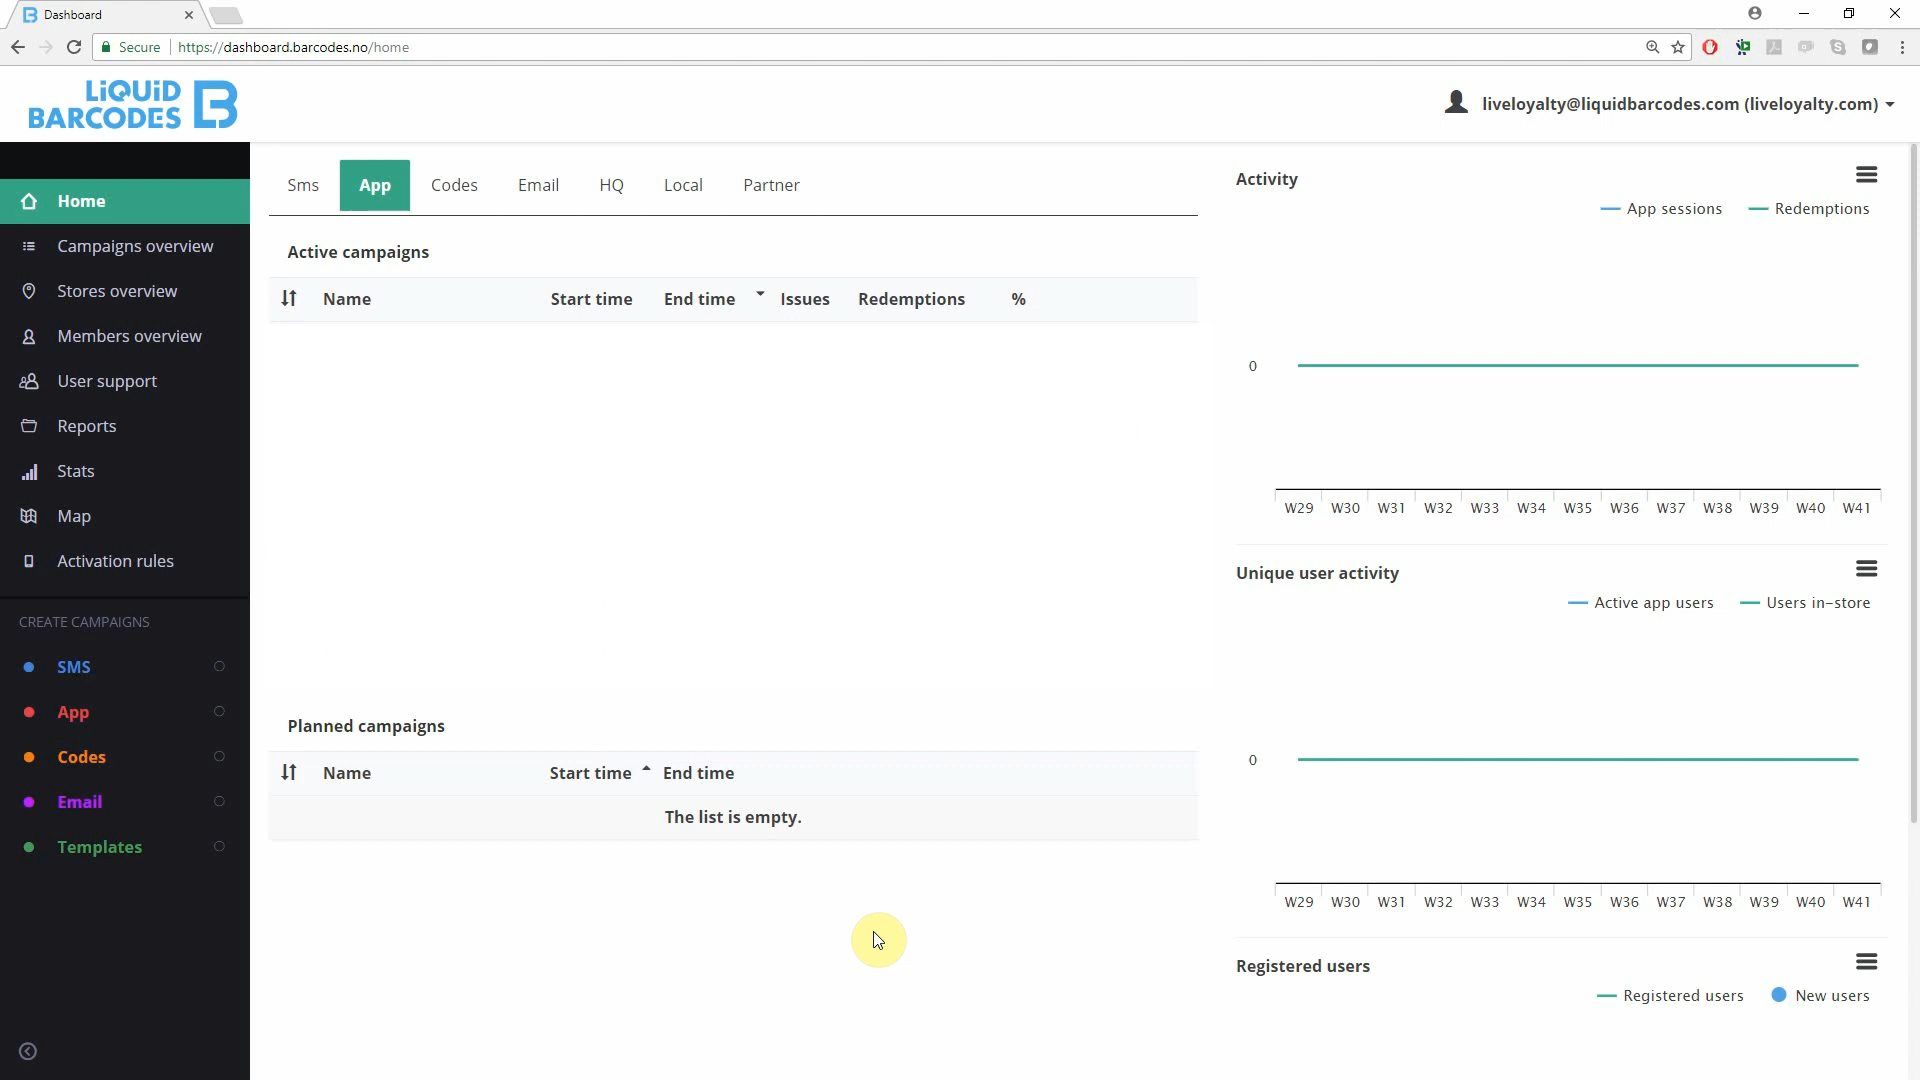 Dashboard
Secure https://dashboard.barcodes.no/home
LiQUiD
BARCODES
liveloyalty@liquidbarcodes.com (liveloyalty.com)
Home
Campaigns overview
Stores overview
Members overview
User support
Reports
Stats
Map
Activation rules
CREATE CAMPAIGNS
SMS
App
Codes
Email
Templates
Sms App Codes Email HQ Local Partner
Active campaigns
Name Start time End time Issues Redemptions %
Planned campaigns
Name Start time End time
The list is empty.
Activity
App sessions Redemptions
0
W29 W30 W31 W32 W33 W34 W35 W36 W37 W38 W39 W40 W41
Unique user activity
Active app users Users in-store
0
W29 W30 W31 W32 W33 W34 W35 W36 W37 W38 W39 W40 W41
Registered users
Registered users New users